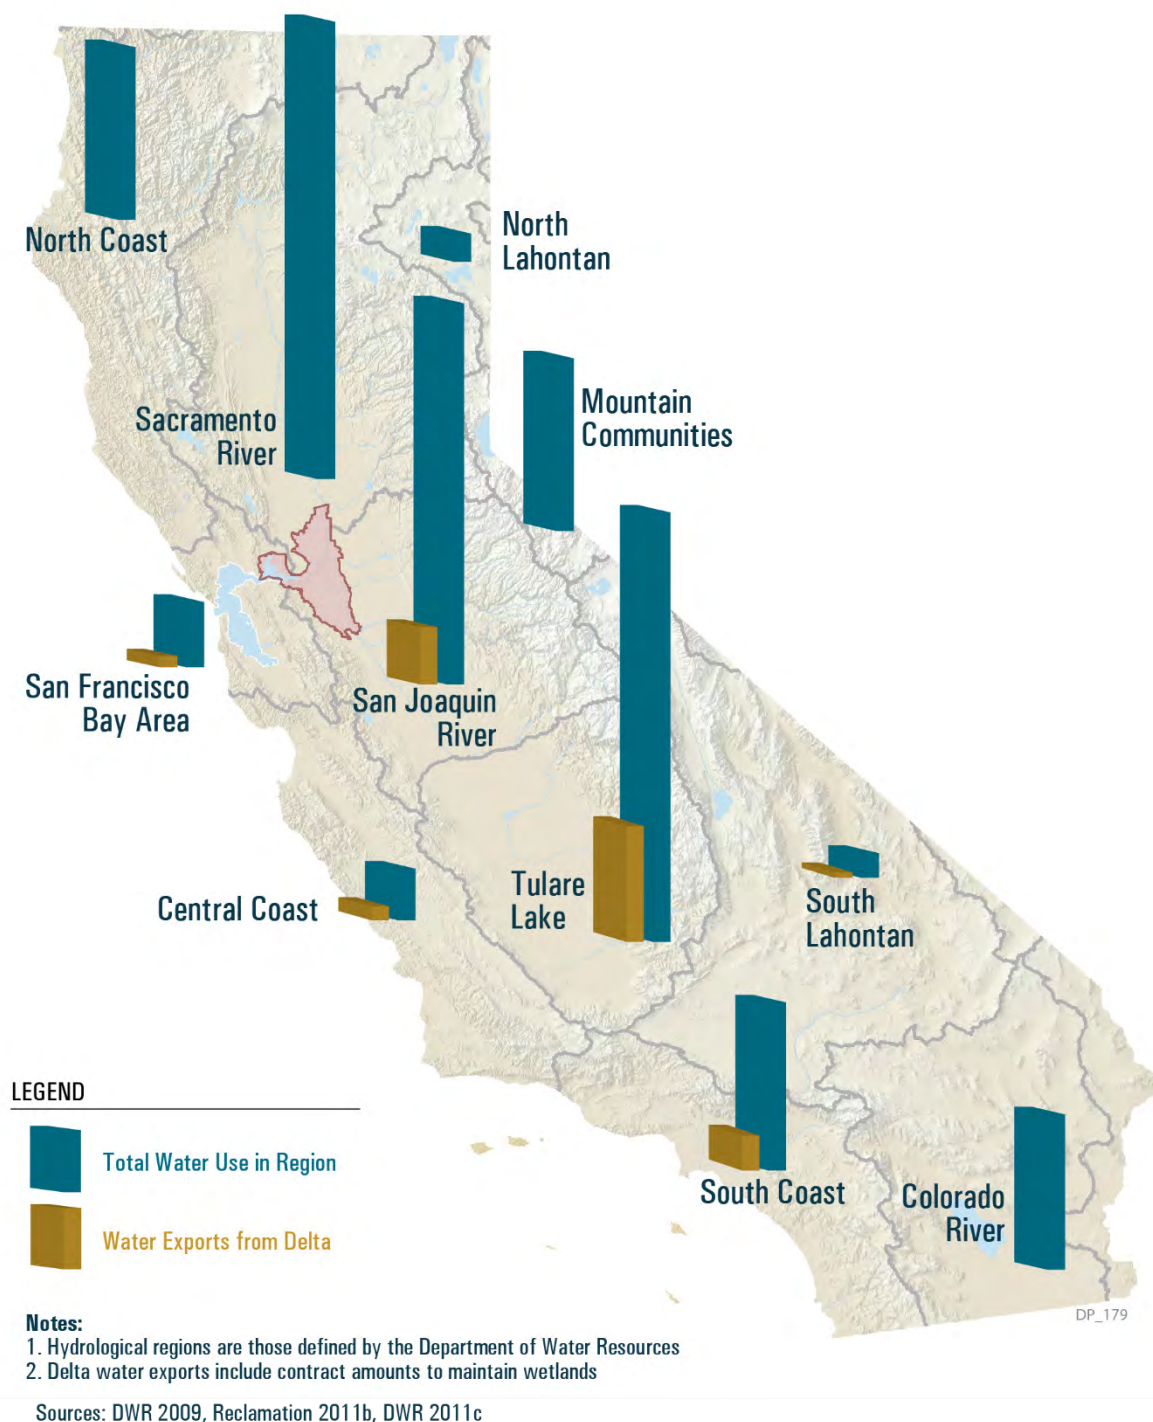 North Coast
North
Lahontan
Sacramento
River
Mountain
Communities
San Francisco
Bay Area
San Joaquin
River
Central Coast
Tulare
Lake
South
Lahontan
South Coast
Colorado
River
LEGEND
Total Water Use in Region
Water Exports from Delta
DP_179
Notes:
1. Hydrological regions are those defined by the Department of Water Resources
2. Delta water exports include contract amounts to maintain wetlands
Sources: DWR 2009, Reclamation 2011b, DWR 2011c